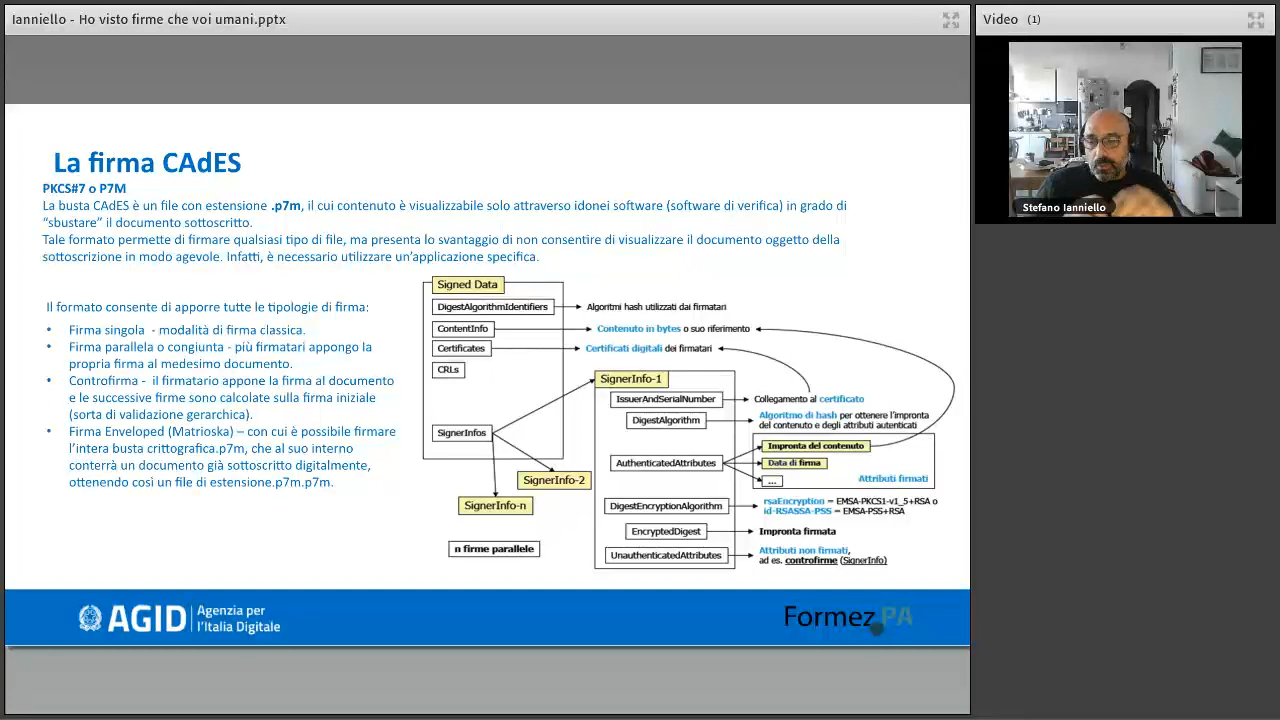 Ianniello - Ho visto firme che voi umani.pptx
Video (1)
Stefano Ianniello
La firma CAdES
PKCS#7 o P7M
La busta CAdES è un file con estensione .p7m, il cui contenuto è visualizzabile solo attraverso idonei software (software di verifica) in grado di
“sbustare” il documento sottoscritto.
Tale formato permette di firmare qualsiasi tipo di file, ma presenta lo svantaggio di non consentire di visualizzare il documento oggetto della
sottoscrizione in modo agevole. Infatti, è necessario utilizzare un’applicazione specifica.
Il formato consente di apporre tutte le tipologie di firma:
• Firma singola - modalità di firma classica.
• Firma parallela o congiunta - più firmatari appongo la
propria firma al medesimo documento.
• Controfirma - il firmatario appone la firma al documento
e le successive firme sono calcolate sulla firma iniziale
(sorta di validazione gerarchica).
• Firma Enveloped (Matrioska) – con cui è possibile firmare
l’intera busta crittografica.p7m, che al suo interno
conterrà un documento già sottoscritto digitalmente,
ottenendo così un file di estensione.p7m.p7m.
Signed Data
DigestAlgorithmIdentifiers
Algoritmi hash utilizzati dai firmatari
ContentInfo
Contenuto in bytes o suo riferimento
Certificates
Certificati digitali dei firmatari
CRLs
SignerInfos
SignerInfo-1
SignerInfo-2
SignerInfo-n
n firme parallele
IssuerAndSerialNumber
Collegamento al certificato
DigestAlgorithm
Algoritmo di hash per ottenere l'impronta
del contenuto e degli attributi autenticati
AuthenticatedAttributes
Impronta del contenuto
Data di firma
...
Attributi firmati
DigestEncryptionAlgorithm
rsaEncryption = EMSA-PKCS1-v1_5+RSA o
id-RSASSA-PSS = EMSA-PSS+RSA
EncryptedDigest
Impronta firmata
UnauthenticatedAttributes
Attributi non firmati,
ad es. controfirme (SignerInfo)
AGID
Agenzia per
l'Italia Digitale
Formez PA